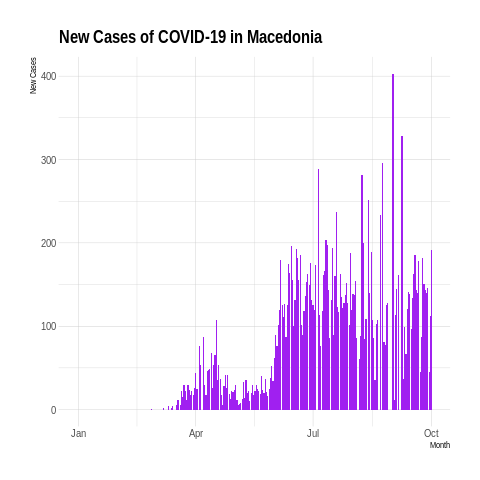 New Cases of COVID-19 in Macedonia
New Cases
400
300
200
100
0
Jan Apr Jul Oct
Month